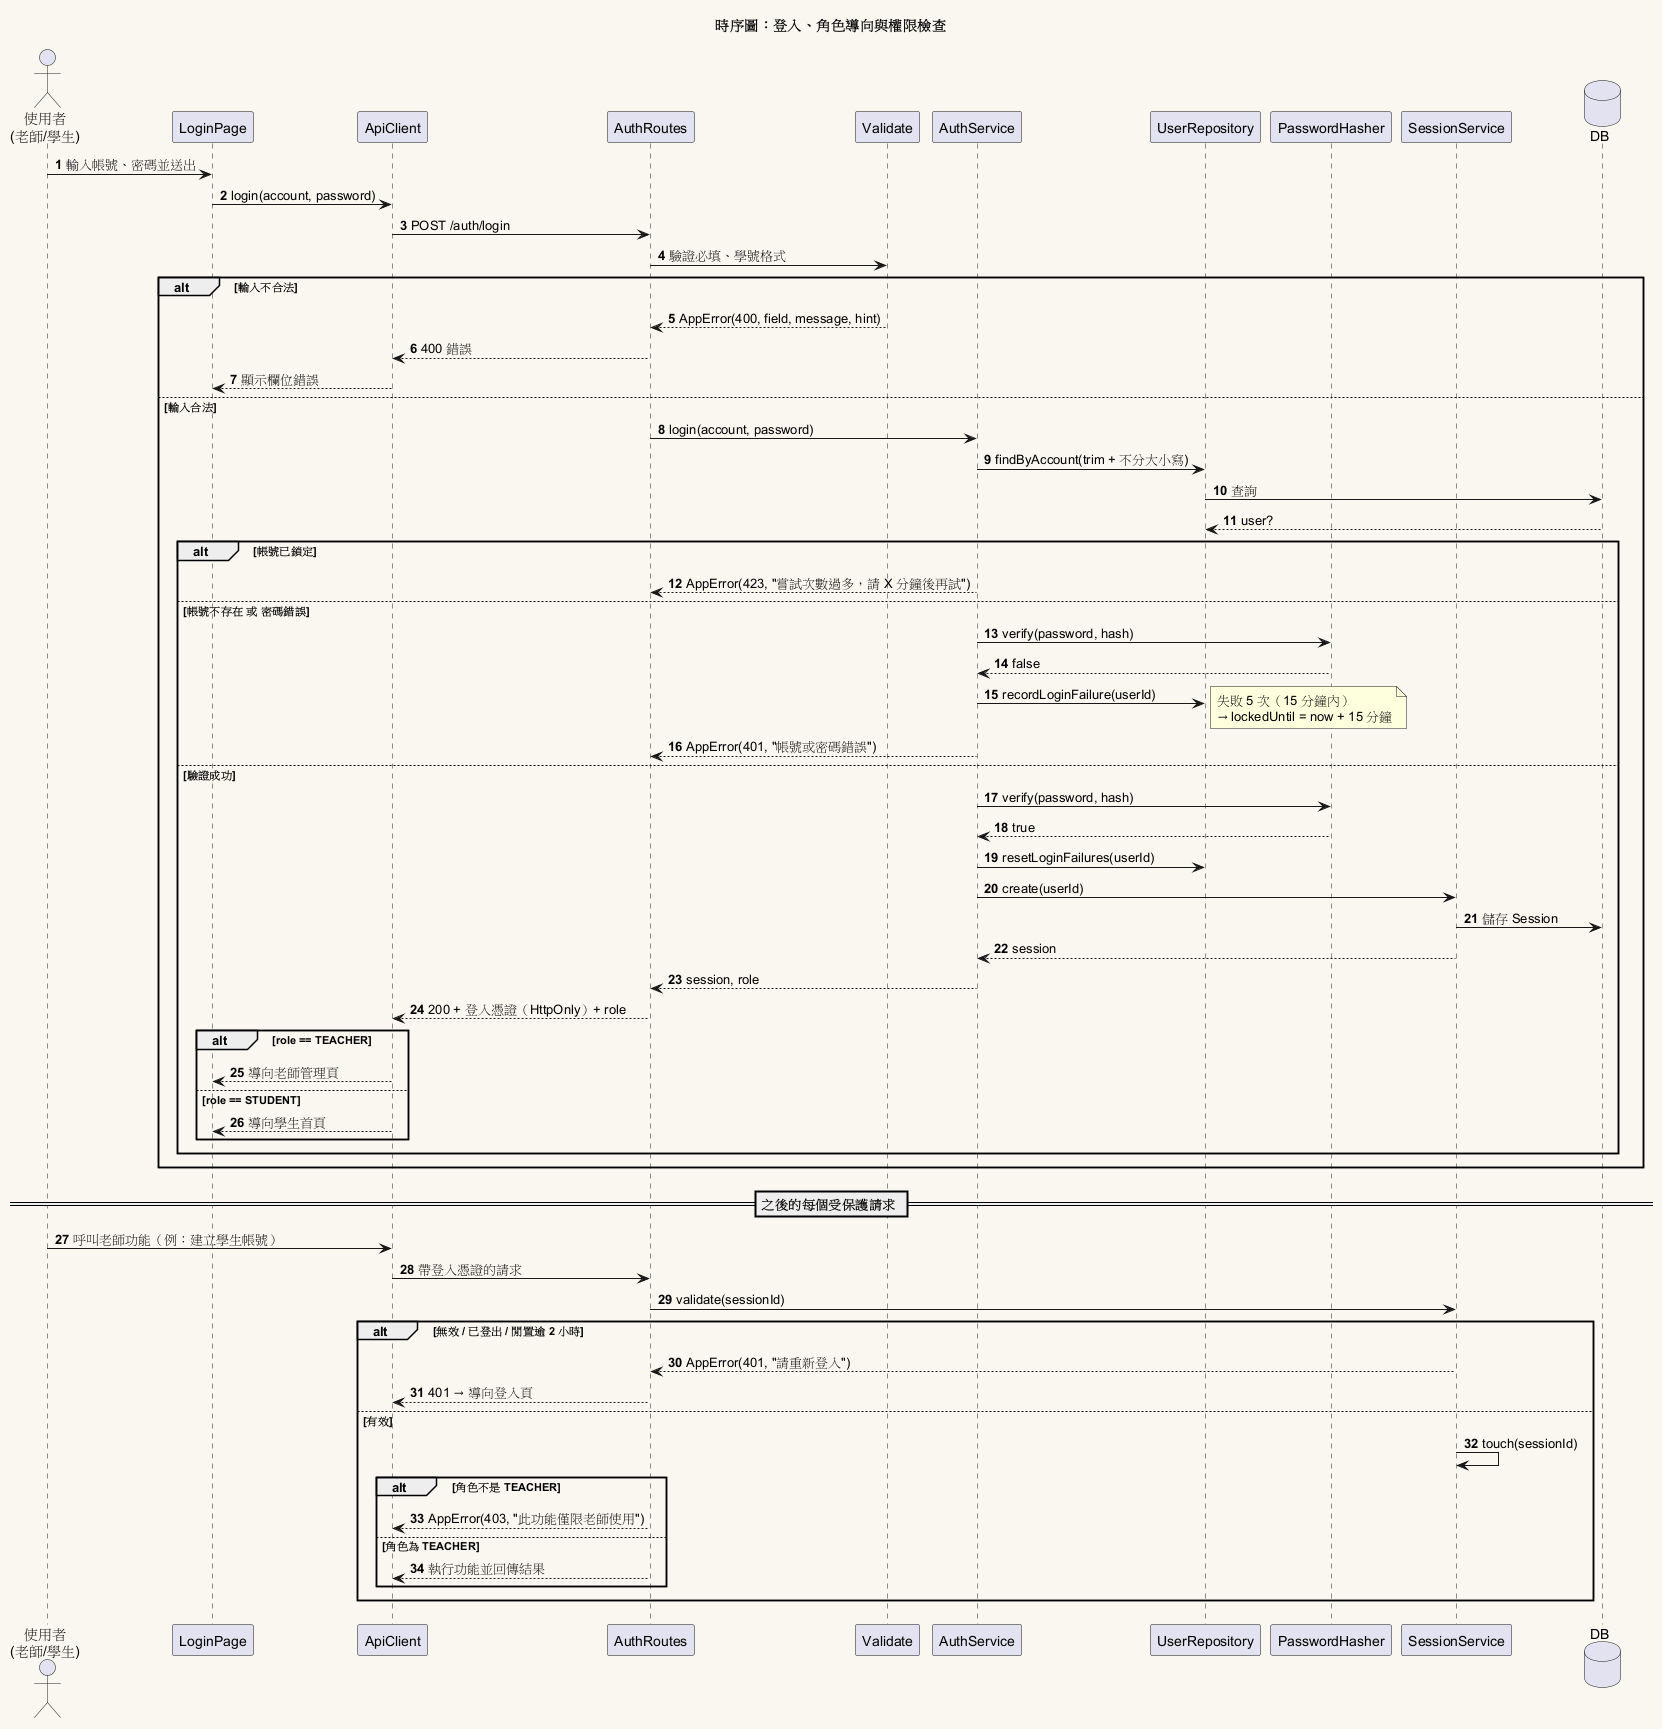 時序圖：登入、角色導向與權限檢查
使用者
(老師/學生)
LoginPage
ApiClient
AuthRoutes
Validate
AuthService
UserRepository
PasswordHasher
SessionService
DB
1 輸入帳號、密碼並送出
2 login(account, password)
3 POST /auth/login
4 驗證必填、學號格式
alt [輸入不合法]
5 AppError(400, field, message, hint)
6 400 錯誤
7 顯示欄位錯誤
[輸入合法]
8 login(account, password)
9 findByAccount(trim + 不分大小寫)
10 查詢
11 user?
alt [帳號已鎖定]
12 AppError(423, "嘗試次數過多，請 X 分鐘後再試")
[帳號不存在 或 密碼錯誤]
13 verify(password, hash)
14 false
15 recordLoginFailure(userId)
失敗 5 次（15 分鐘內）
→ lockedUntil = now + 15 分鐘
16 AppError(401, "帳號或密碼錯誤")
[驗證成功]
17 verify(password, hash)
18 true
19 resetLoginFailures(userId)
20 create(userId)
21 儲存 Session
22 session
23 session, role
24 200 + 登入憑證（HttpOnly）+ role
alt [role == TEACHER]
25 導向老師管理頁
[role == STUDENT]
26 導向學生首頁
之後的每個受保護請求
27 呼叫老師功能（例：建立學生帳號）
28 帶登入憑證的請求
29 validate(sessionId)
alt [無效 / 已登出 / 閒置逾 2 小時]
30 AppError(401, "請重新登入")
31 401 → 導向登入頁
[有效]
32 touch(sessionId)
alt [角色不是 TEACHER]
33 AppError(403, "此功能僅限老師使用")
[角色為 TEACHER]
34 執行功能並回傳結果
使用者
(老師/學生)
LoginPage
ApiClient
AuthRoutes
Validate
AuthService
UserRepository
PasswordHasher
SessionService
DB